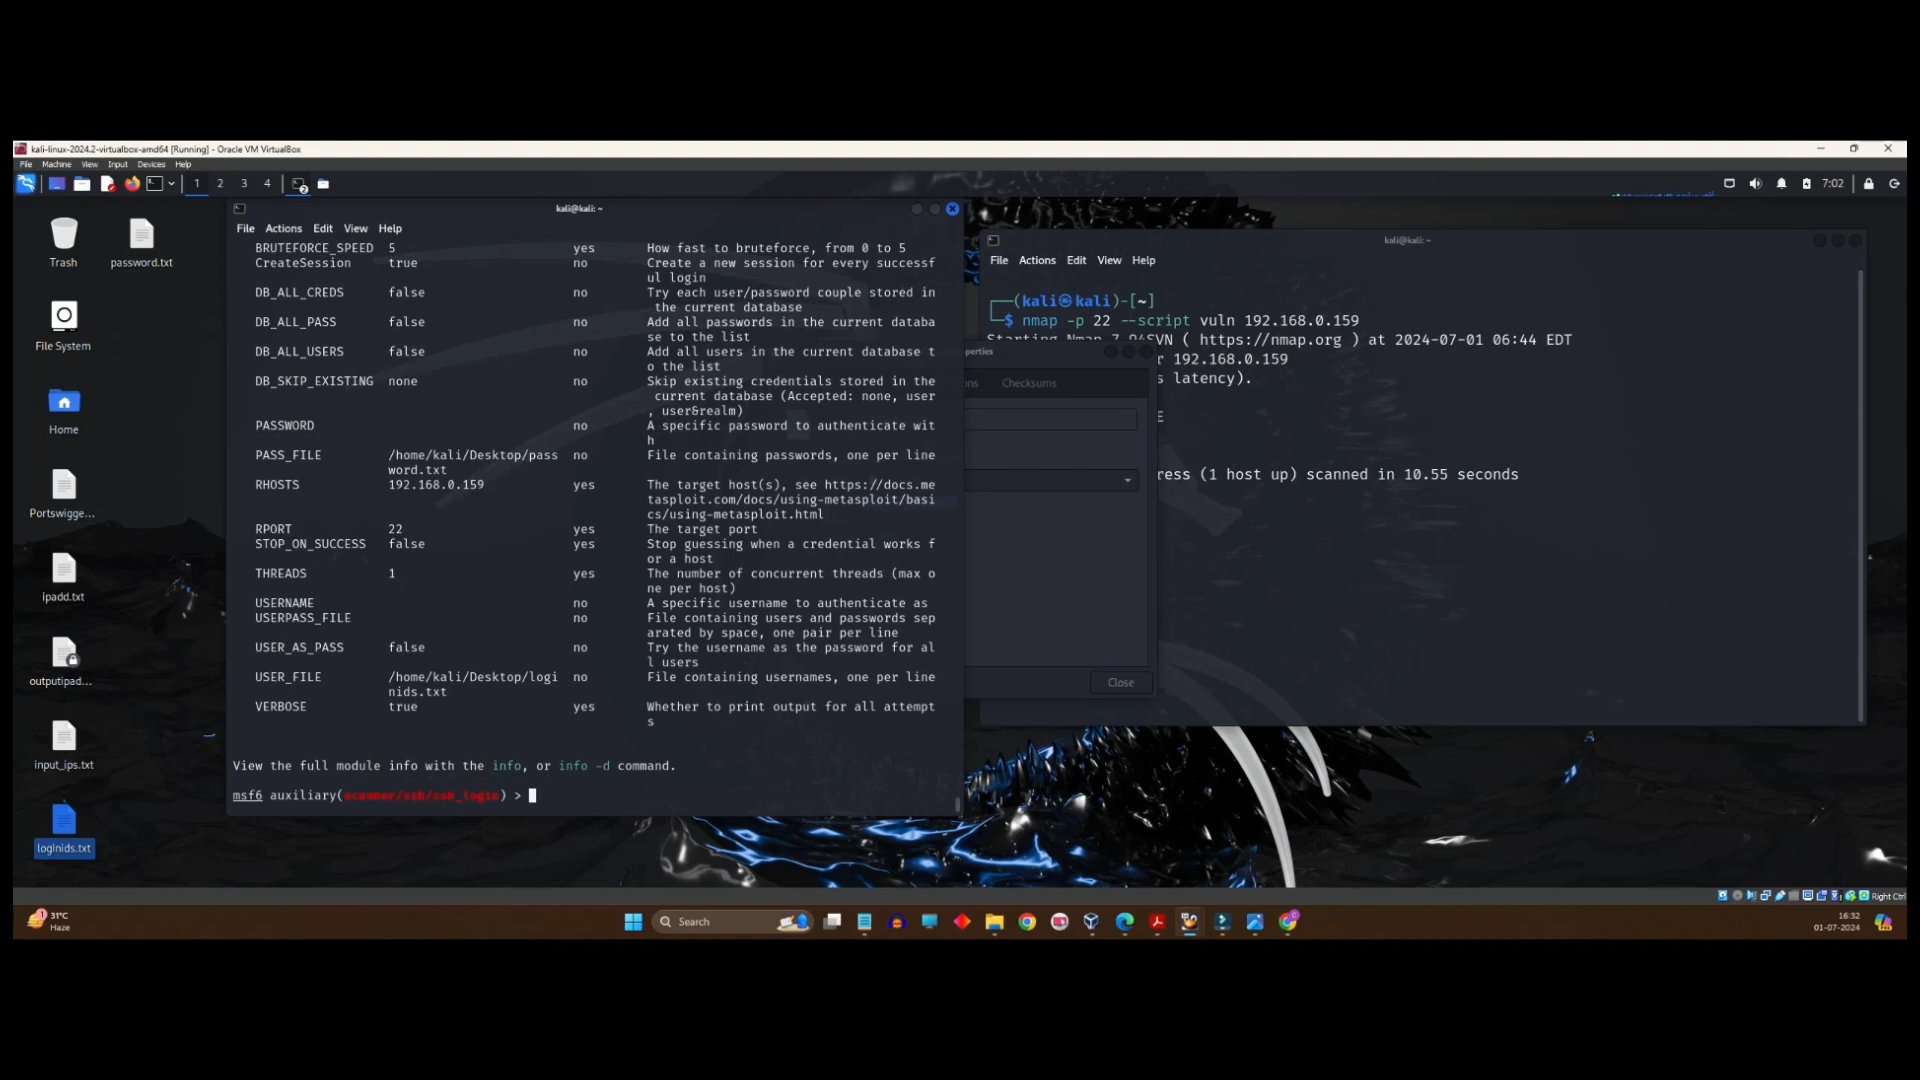 kali-linux-2024.2-virtualbox-amd64 [Running] - Oracle VM VirtualBox
File Machine View Input Devices Help
1 2 3 4
7:02
Trash
password.txt
File System
Home
Portswigge...
ipadd.txt
outputipad...
input_ips.txt
loginids.txt
kali@kali: ~
File Actions Edit View Help
BRUTEFORCE_SPEED 5 yes How fast to bruteforce, from 0 to 5
CreateSession true no Create a new session for every successf
ul login
DB_ALL_CREDS false no Try each user/password couple stored in
the current database
DB_ALL_PASS false no Add all passwords in the current databa
se to the list
DB_ALL_USERS false no Add all users in the current database t
o the list
DB_SKIP_EXISTING none no Skip existing credentials stored in the
current database (Accepted: none, user
, user&realm)
PASSWORD no A specific password to authenticate wit
h
PASS_FILE /home/kali/Desktop/pass no File containing passwords, one per line
word.txt
RHOSTS 192.168.0.159 yes The target host(s), see https://docs.me
tasploit.com/docs/using-metasploit/basi
cs/using-metasploit.html
RPORT 22 yes The target port
STOP_ON_SUCCESS false yes Stop guessing when a credential works f
or a host
THREADS 1 yes The number of concurrent threads (max o
ne per host)
USERNAME no A specific username to authenticate as
USERPASS_FILE no File containing users and passwords sep
arated by space, one pair per line
USER_AS_PASS false no Try the username as the password for al
l users
USER_FILE /home/kali/Desktop/logi no File containing usernames, one per line
nids.txt
VERBOSE true yes Whether to print output for all attempt
s
View the full module info with the info, or info -d command.
msf6 auxiliary(scanner/ssh/ssh_login) >
kali@kali: ~
File Actions Edit View Help
┌──(kali㉿kali)-[~]
└─$ nmap -p 22 --script vuln 192.168.0.159
Starting Nmap 7.94SVN ( https://nmap.org ) at 2024-07-01 06:44 EDT
r 192.168.0.159
s latency).
E
ress (1 host up) scanned in 10.55 seconds
perties
ons Checksums
Close
Right Ctrl
31°C
Haze
Search
16:32
01-07-2024